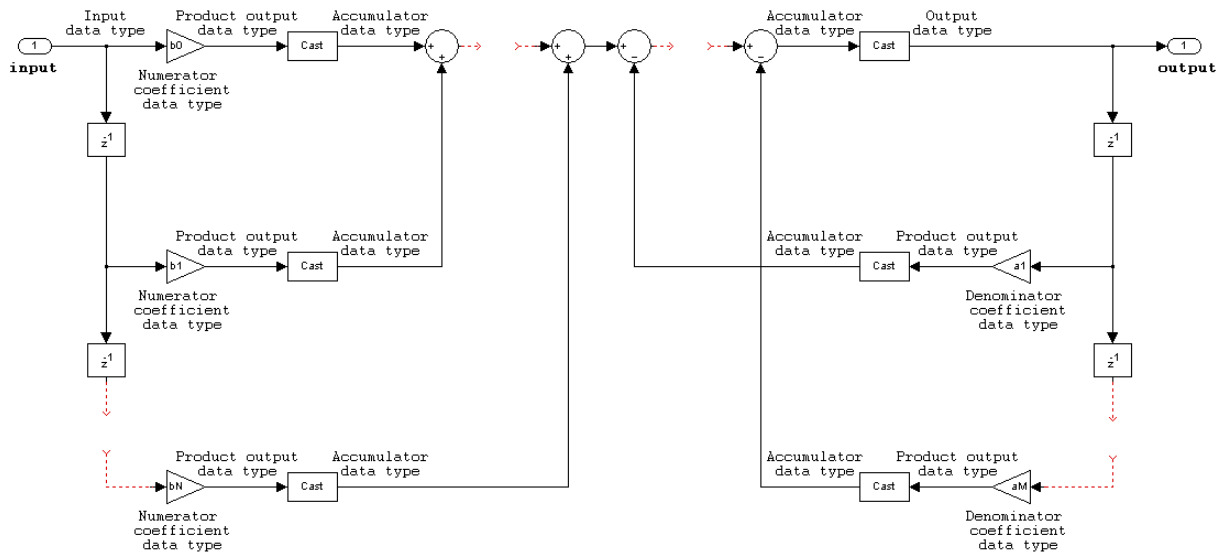 Input
data type
Product output
data type
Accumulator
data type
Accumulator
data type
Output
data type
1
b0
Cast
+
+
+
+
+
−
+
−
Cast
1
input
output
Numerator
coefficient
data type
z-1
z-1
Product output
data type
Accumulator
data type
Accumulator
data type
Product output
data type
b1
Cast
Cast
a1
Numerator
coefficient
data type
Denominator
coefficient
data type
z-1
z-1
Product output
data type
Accumulator
data type
Accumulator
data type
Product output
data type
bN
Cast
Cast
aM
Numerator
coefficient
data type
Denominator
coefficient
data type